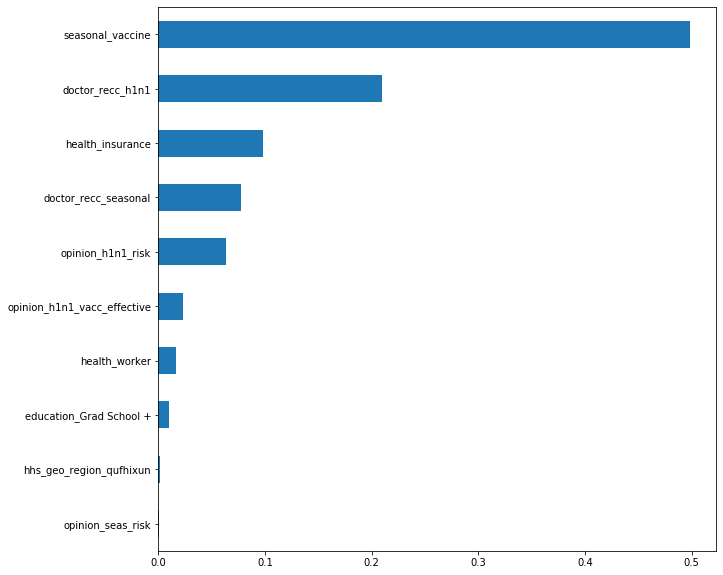 seasonal_vaccine
doctor_recc_h1n1
health_insurance
doctor_recc_seasonal
opinion_h1n1_risk
opinion_h1n1_vacc_effective
health_worker
education_Grad School +
hhs_geo_region_qufhixun
opinion_seas_risk
0.0 0.1 0.2 0.3 0.4 0.5